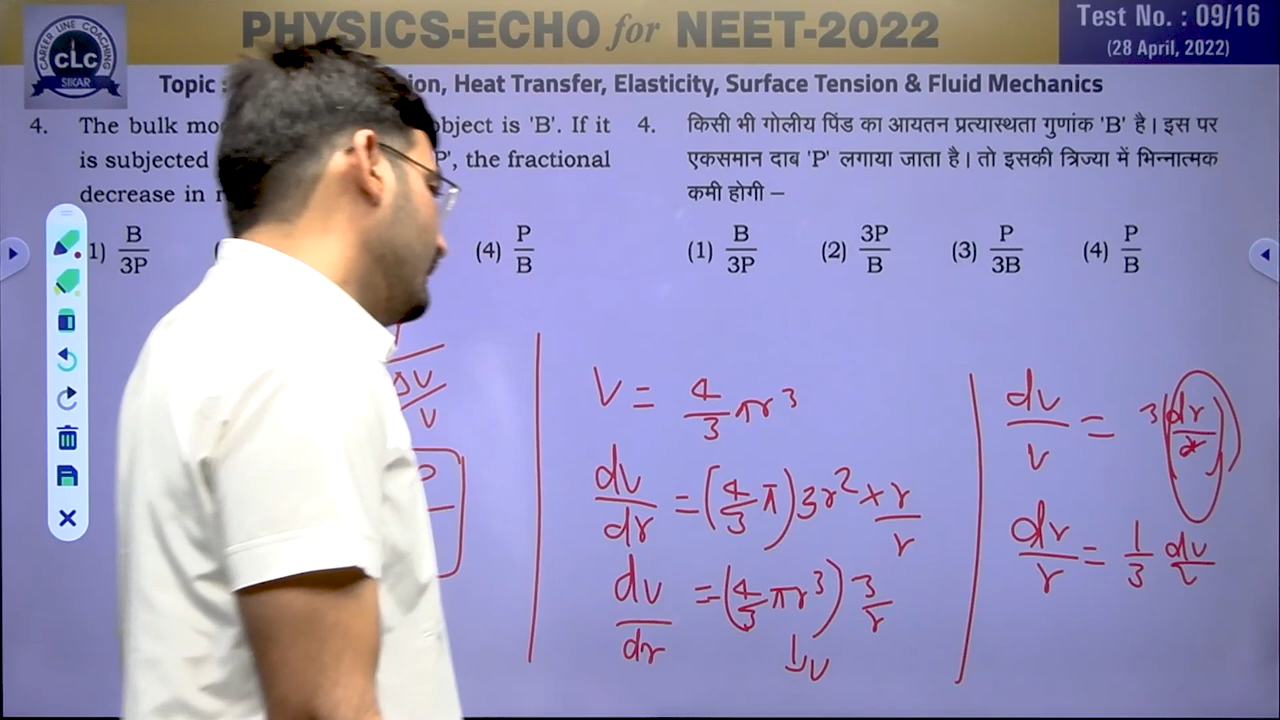 PHYSICS-ECHO for NEET-2022
Test No. : 09/16
(28 April, 2022)
CAREER LINE COACHING
CLC
SIKAR
Topic : Heat Transfer, Elasticity, Surface Tension & Fluid Mechanics
4. The bulk object is 'B'. If it
is subjected 'P', the fractional
decrease in
1) B/3P
(4) P/B
4. किसी भी गोलीय पिंड का आयतन प्रत्यास्थता गुणांक 'B' है। इस पर
एकसमान दाब 'P' लगाया जाता है। तो इसकी त्रिज्या में भिन्नात्मक
कमी होगी –
(1) B/3P (2) 3P/B (3) P/3B (4) P/B
ΔV/V
V = 4/3 πr³
dv/dr = (4/3 π) 3r² × r/r
dv/dr = (4/3 πr³) 3/r
↳ V
dv/v = 3(dr/r)
dr/r = 1/3 dv/v